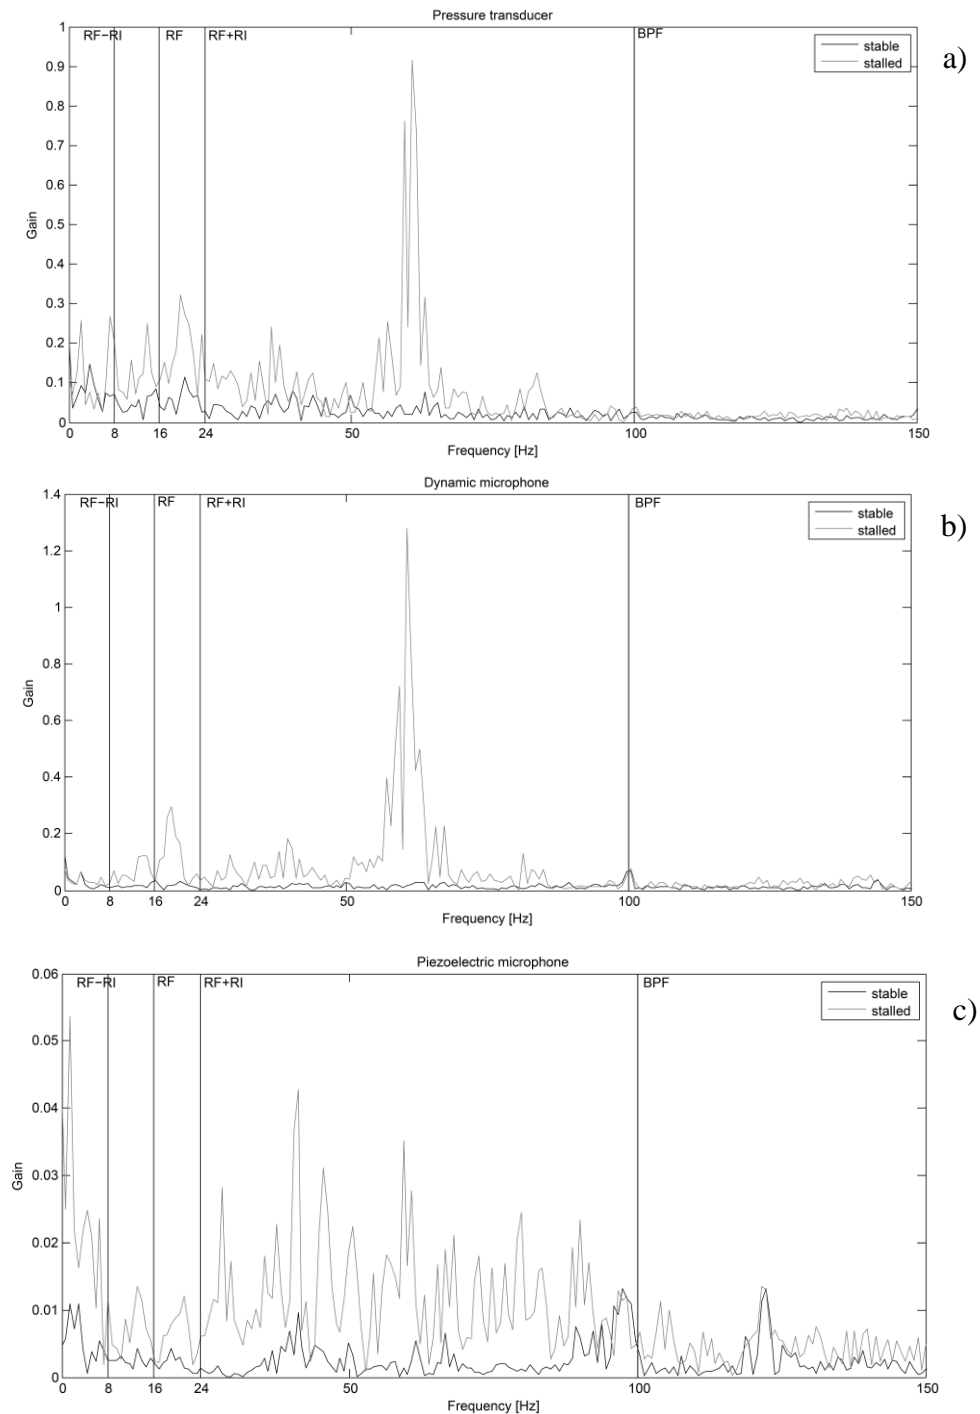 Pressure transducer
a)
1
0.9
0.8
0.7
0.6
0.5
0.4
0.3
0.2
0.1
0
Gain
RF−RI
RF
RF+RI
BPF
stable
stalled
0 8 16 24 50 100 150
Frequency [Hz]
Dynamic microphone
b)
1.4
1.2
1
0.8
0.6
0.4
0.2
0
Gain
RF−RI
RF
RF+RI
BPF
stable
stalled
0 8 16 24 50 100 150
Frequency [Hz]
Piezoelectric microphone
c)
0.06
0.05
0.04
0.03
0.02
0.01
0
Gain
RF−RI
RF
RF+RI
BPF
stable
stalled
0 8 16 24 50 100 150
Frequency [Hz]